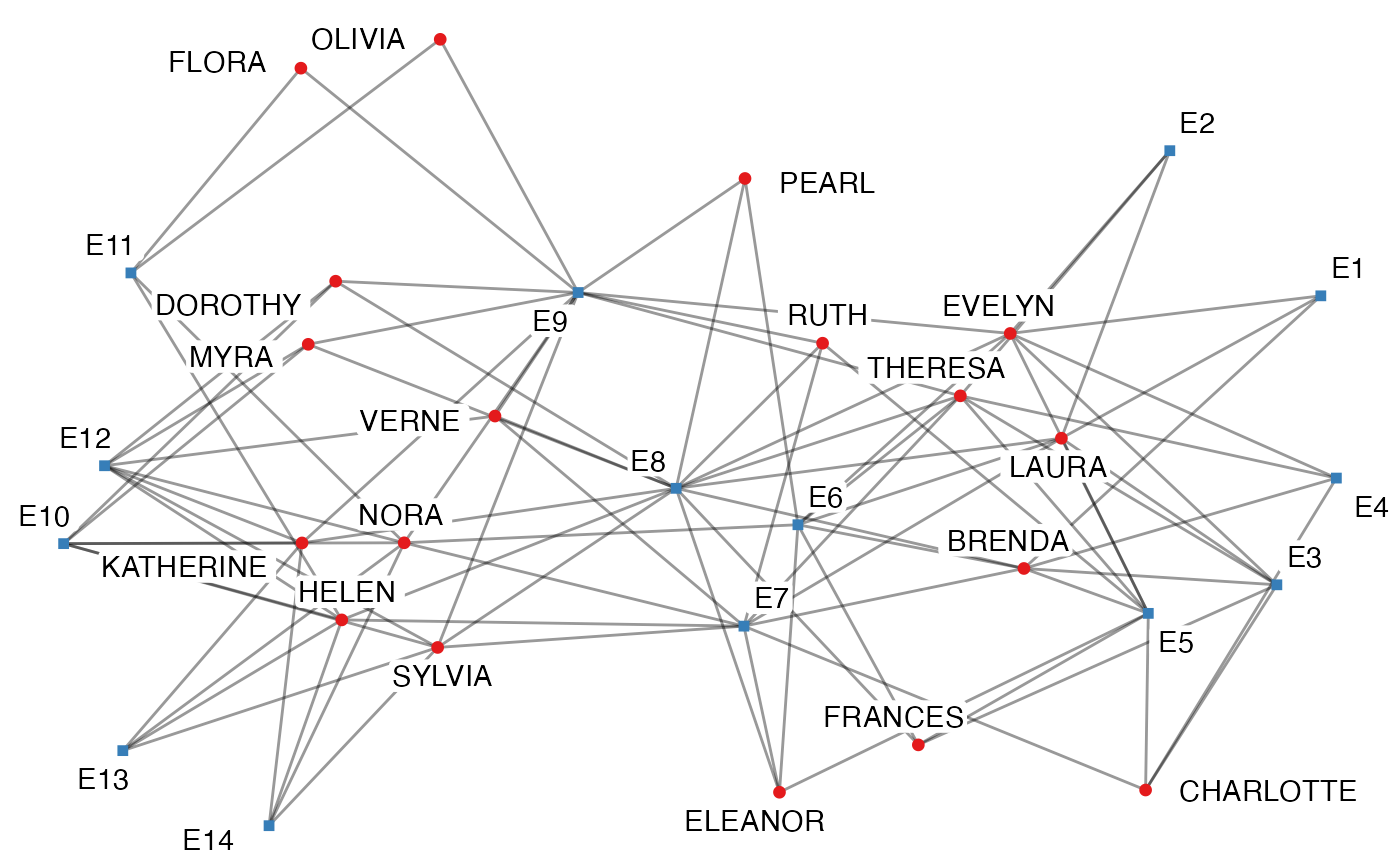 OLIVIA
FLORA
E2
PEARL
E11
E1
DOROTHY
EVELYN
RUTH
E9
MYRA
THERESA
VERNE
E12
E8
LAURA
E6
E4
E10
NORA
BRENDA
E3
KATHERINE
HELEN
E7
E5
SYLVIA
FRANCES
E13
CHARLOTTE
ELEANOR
E14